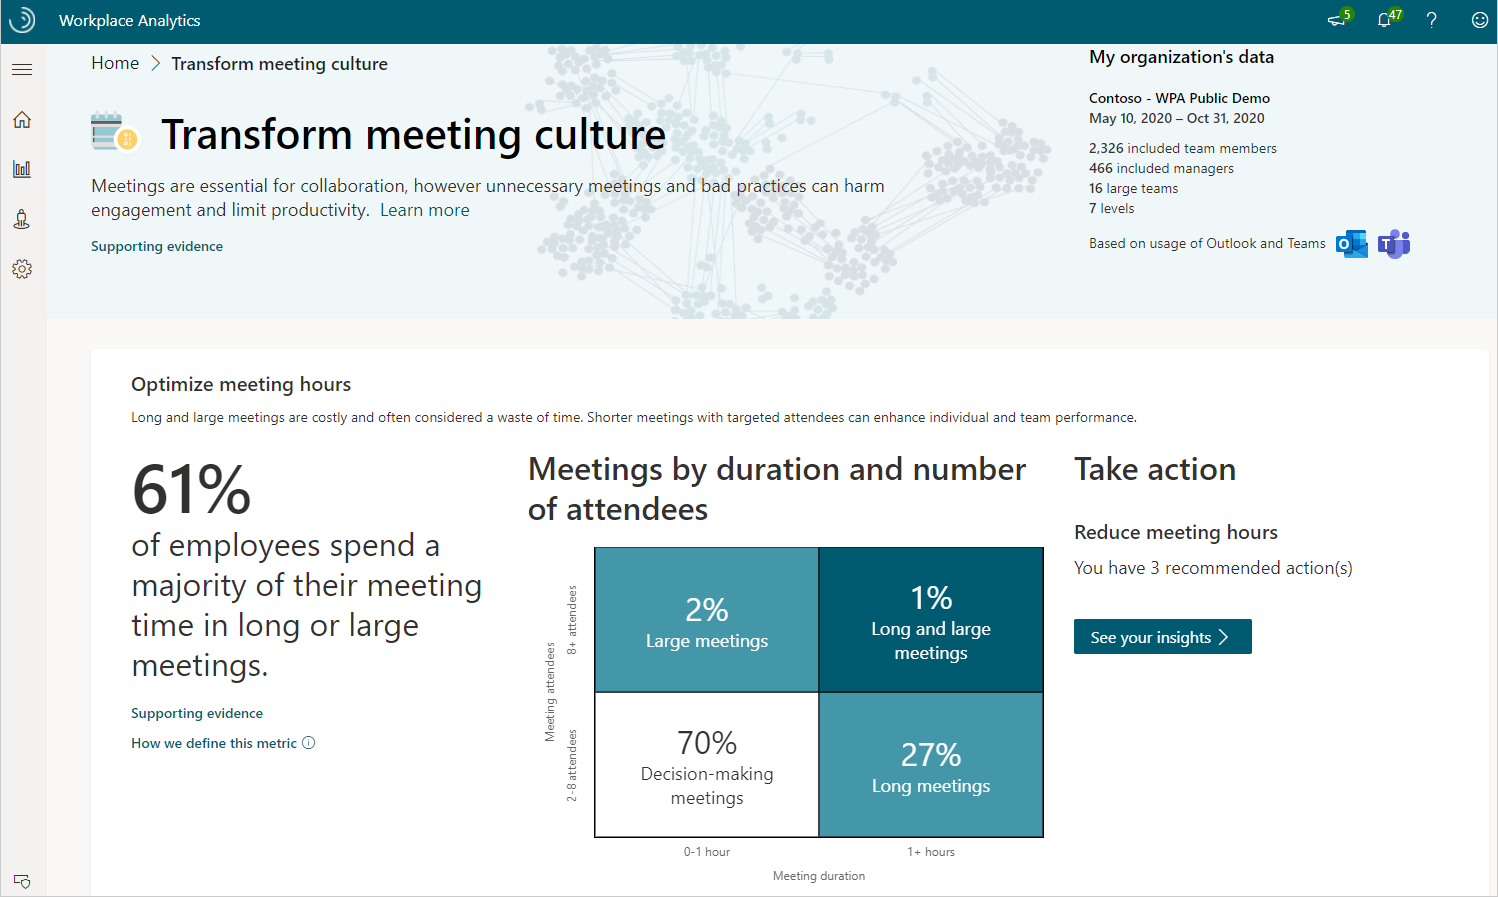 Workplace Analytics
5
47
?
Home > Transform meeting culture
Transform meeting culture
Meetings are essential for collaboration, however unnecessary meetings and bad practices can harm
engagement and limit productivity. Learn more
Supporting evidence
My organization's data
Contoso - WPA Public Demo
May 10, 2020 – Oct 31, 2020
2,326 included team members
466 included managers
16 large teams
7 levels
Based on usage of Outlook and Teams
O
T
Optimize meeting hours
Long and large meetings are costly and often considered a waste of time. Shorter meetings with targeted attendees can enhance individual and team performance.
61%
of employees spend a
majority of their meeting
time in long or large
meetings.
Supporting evidence
How we define this metric
Meetings by duration and number
of attendees
Meeting attendees
8+ attendees
2-8 attendees
2%
Large meetings
1%
Long and large
meetings
70%
Decision-making
meetings
27%
Long meetings
0-1 hour
1+ hours
Meeting duration
Take action
Reduce meeting hours
You have 3 recommended action(s)
See your insights >